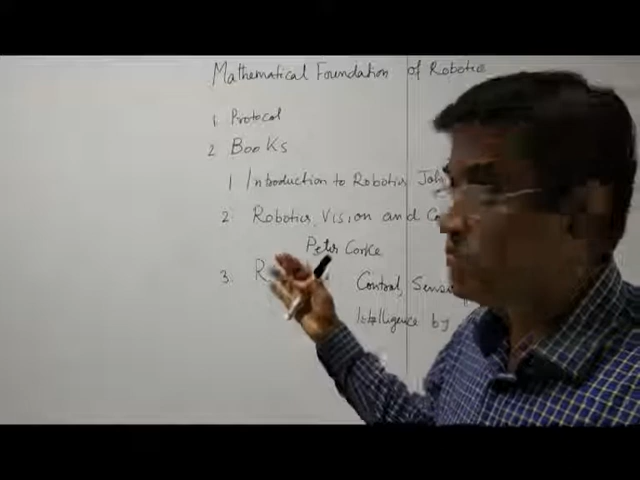 Mathematical Foundation of Robotics
1. Protocol
2 Books
1 Introduction to Robotics
2. Robotics, Vision and
Peter Corke
3. Control,
Intelligence by